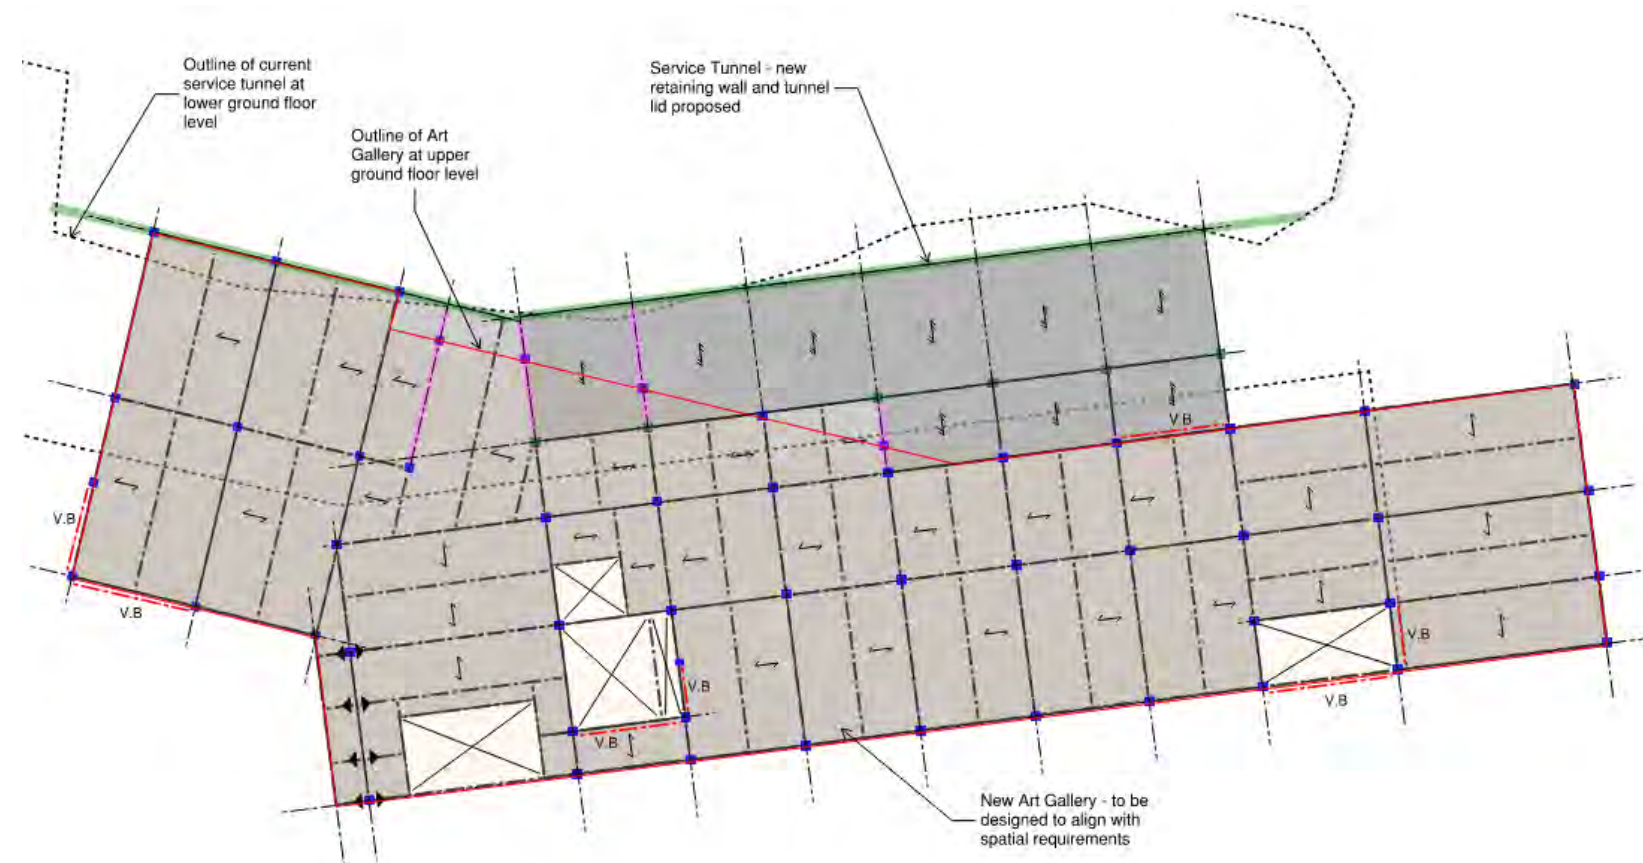 Outline of current
service tunnel at
lower ground floor
level
Outline of Art
Gallery at upper
ground floor level
Service Tunnel - new
retaining wall and tunnel
lid proposed
V.B
V.B
V.B
V.B
V.B
V.B
V.B
New Art Gallery - to be
designed to align with
spatial requirements